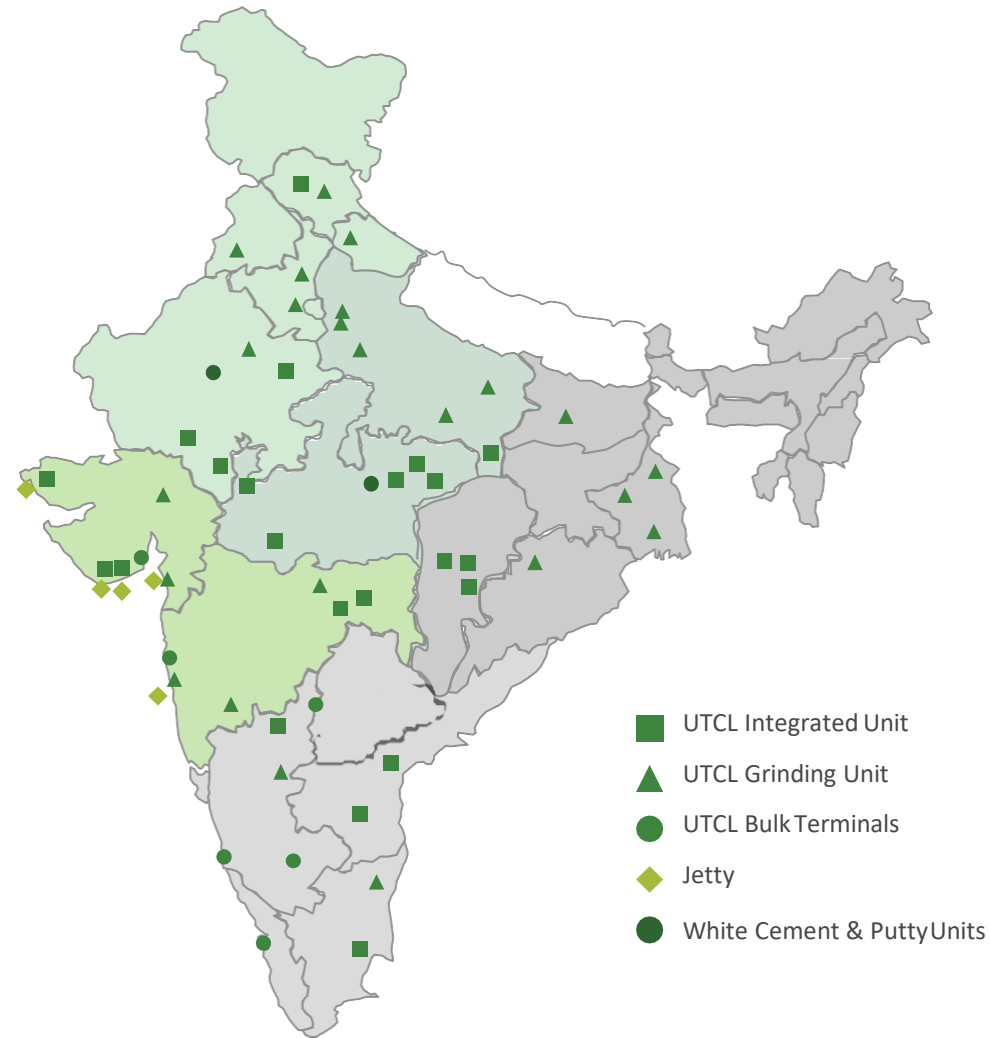 UTCL Integrated Unit
UTCL Grinding Unit
UTCL Bulk Terminals
Jetty
White Cement & Putty Units